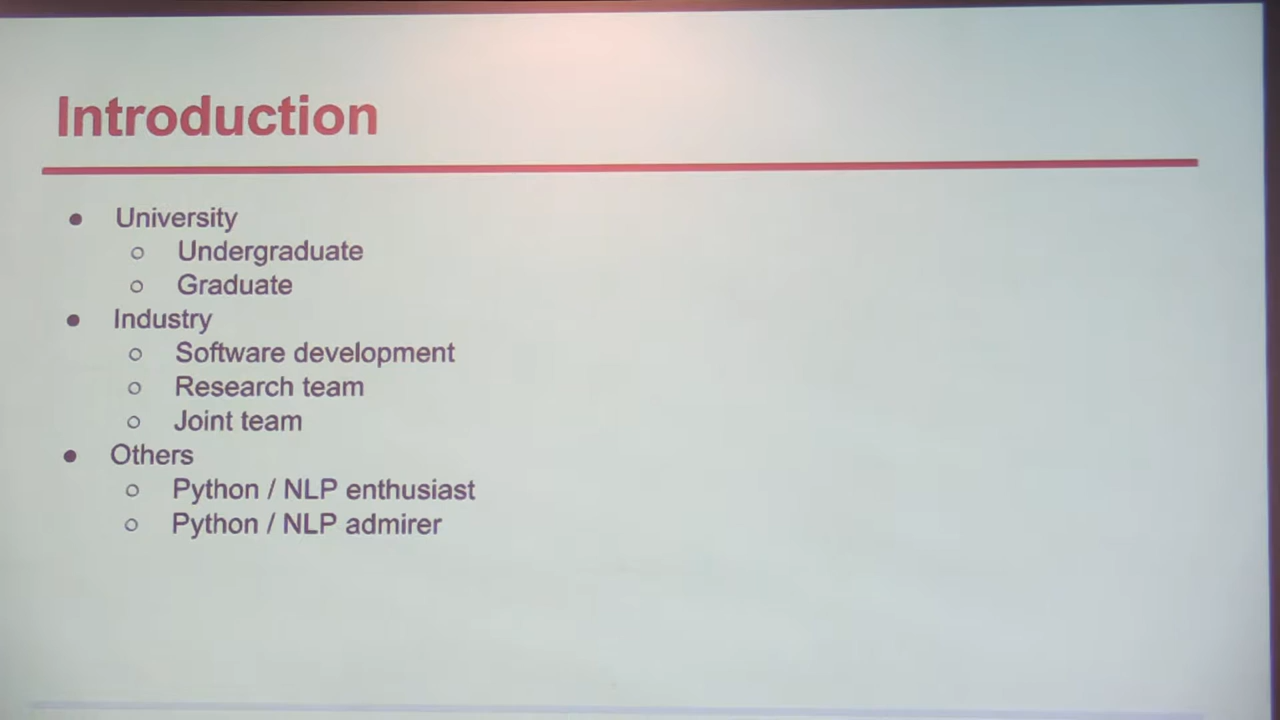 Introduction
● University
○ Undergraduate
○ Graduate
● Industry
○ Software development
○ Research team
○ Joint team
● Others
○ Python / NLP enthusiast
○ Python / NLP admirer